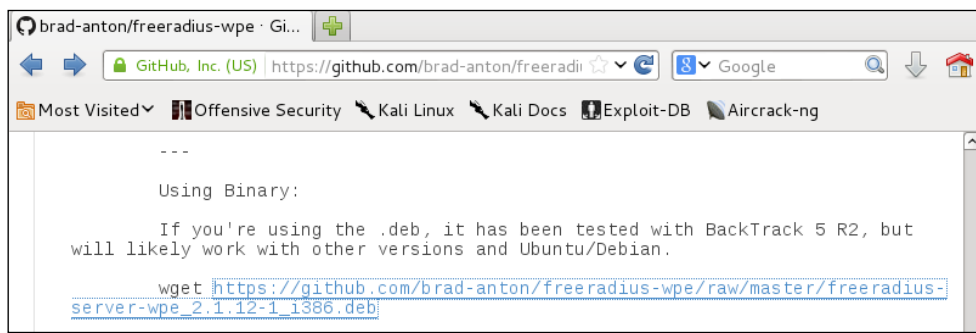 brad-anton/freeradius-wpe · Gi...
GitHub, Inc. (US) https://github.com/brad-anton/freeradi 8 Google
Most Visited Offensive Security Kali Linux Kali Docs Exploit-DB Aircrack-ng
---
Using Binary:
If you're using the .deb, it has been tested with BackTrack 5 R2, but
will likely work with other versions and Ubuntu/Debian.
wget https://github.com/brad-anton/freeradius-wpe/raw/master/freeradius-
server-wpe_2.1.12-1_i386.deb